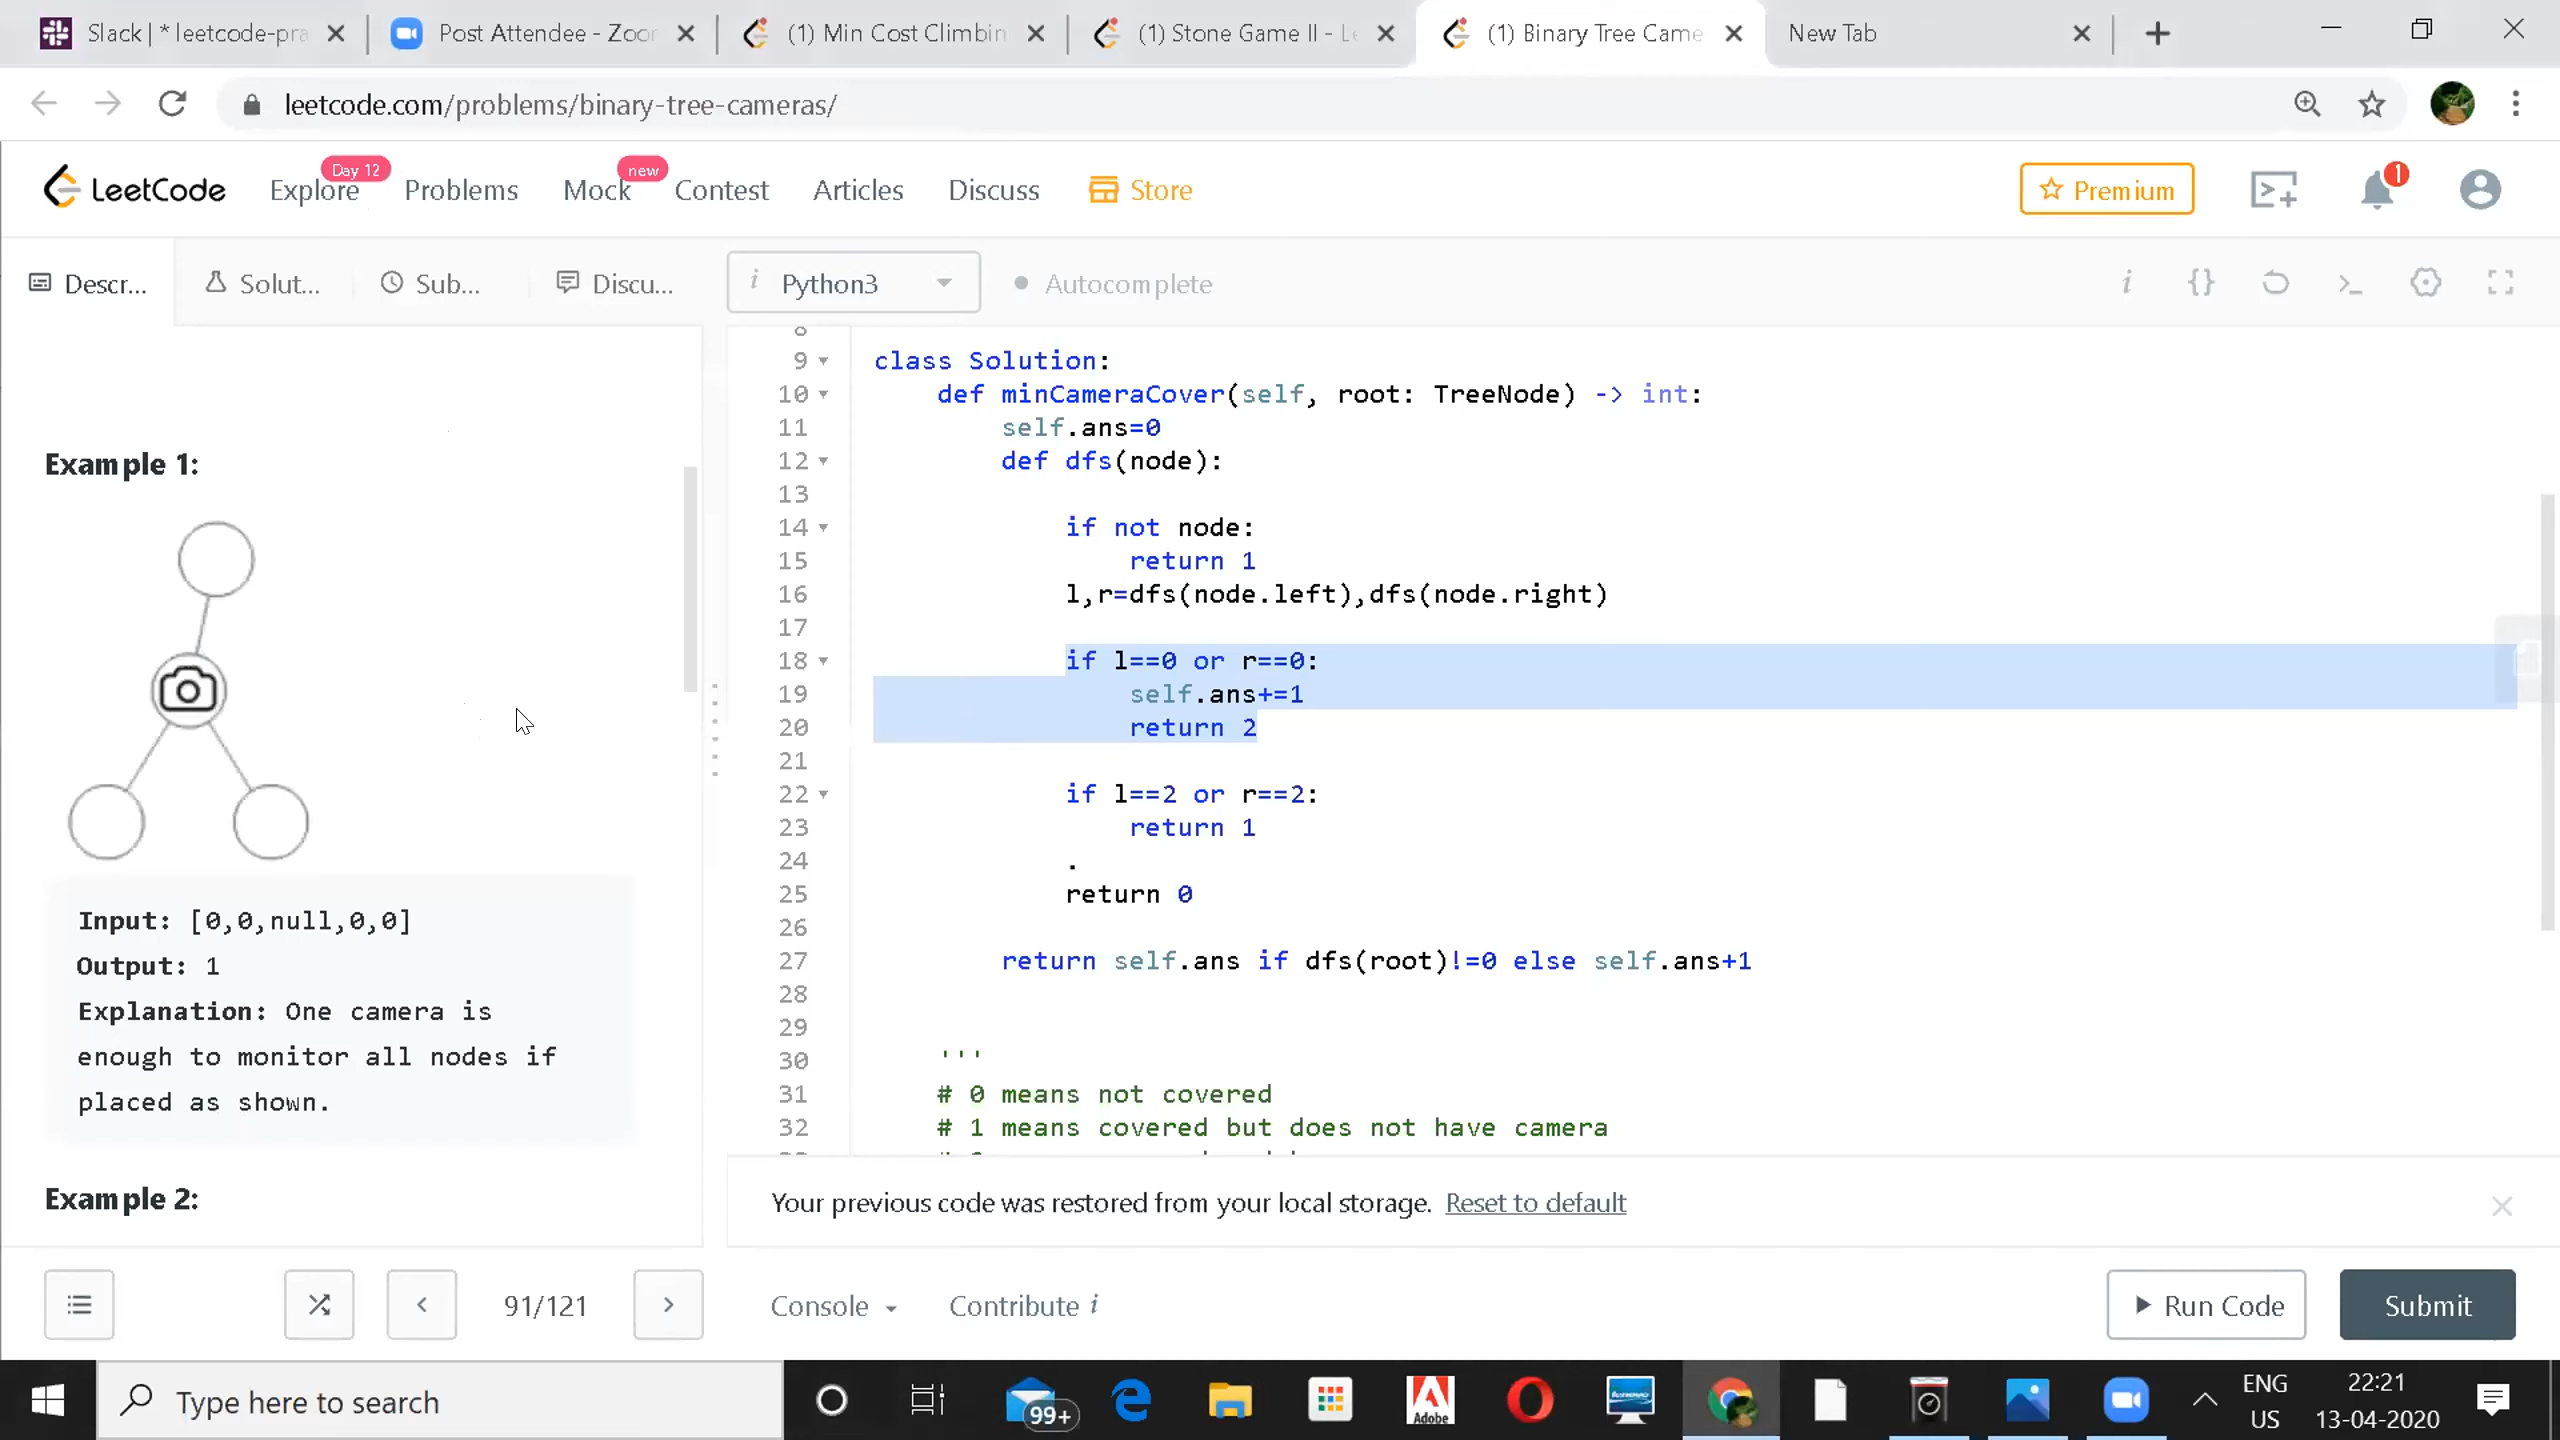 Slack | * leetcode-pra
Post Attendee - Zoor
(1) Min Cost Climbin
(1) Stone Game II - Le
(1) Binary Tree Came
New Tab
leetcode.com/problems/binary-tree-cameras/
LeetCode
Explore
Day 12
Problems
Mock
new
Contest
Articles
Discuss
Store
Premium
1
Descr...
Solut...
Sub...
Discu...
i Python3
Autocomplete
i {} >_
Example 1:
Input: [0,0,null,0,0]
Output: 1
Explanation: One camera is
enough to monitor all nodes if
placed as shown.
Example 2:
8
9 class Solution:
10 def minCameraCover(self, root: TreeNode) -> int:
11 self.ans=0
12 def dfs(node):
13
14 if not node:
15 return 1
16 l,r=dfs(node.left),dfs(node.right)
17
18 if l==0 or r==0:
19 self.ans+=1
20 return 2
21
22 if l==2 or r==2:
23 return 1
24 .
25 return 0
26
27 return self.ans if dfs(root)!=0 else self.ans+1
28
29
30 '''
31 # 0 means not covered
32 # 1 means covered but does not have camera
Your previous code was restored from your local storage. Reset to default
91/121
Console
Contribute i
Run Code
Submit
Type here to search
99+
Adobe
ENG
US
22:21
13-04-2020